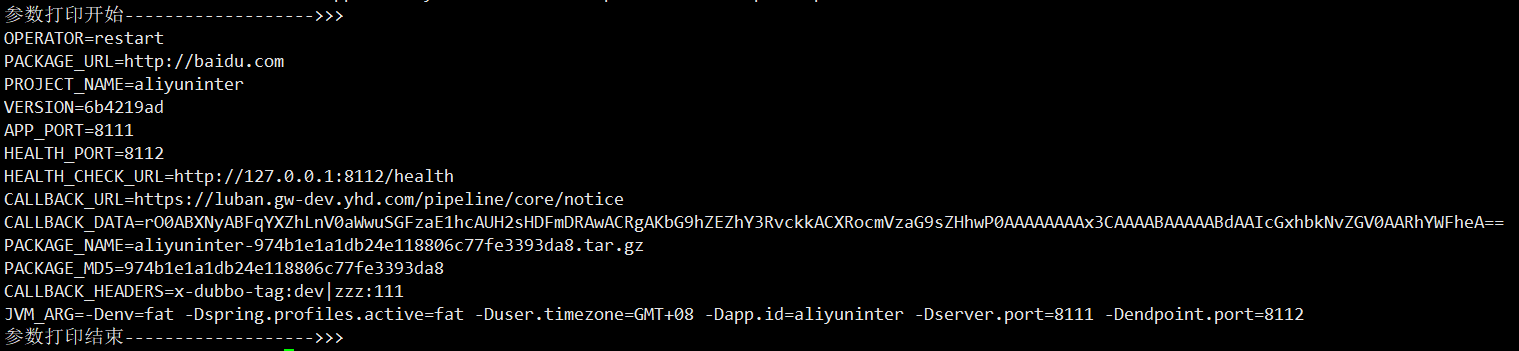 参数打印开始------------------->>>
OPERATOR=restart
PACKAGE_URL=http://baidu.com
PROJECT_NAME=aliyuninter
VERSION=6b4219ad
APP_PORT=8111
HEALTH_PORT=8112
HEALTH_CHECK_URL=http://127.0.0.1:8112/health
CALLBACK_URL=https://luban.gw-dev.yhd.com/pipeline/core/notice
CALLBACK_DATA=rO0ABXNyABFqYXZhLnV0aWwuSGFzaE1hcAUH2sHDFmDRAwACRgAKbG9hZEZhY3RvckkACXRocmVzaG9sZHhwP0AAAAAAAAx3CAAAABAAAAABdAAIcGxhbkNvZGV0AARhYWFheA==
PACKAGE_NAME=aliyuninter-974b1e1a1db24e118806c77fe3393da8.tar.gz
PACKAGE_MD5=974b1e1a1db24e118806c77fe3393da8
CALLBACK_HEADERS=x-dubbo-tag:dev|zzz:111
JVM_ARG=-Denv=fat -Dspring.profiles.active=fat -Duser.timezone=GMT+08 -Dapp.id=aliyuninter -Dserver.port=8111 -Dendpoint.port=8112
参数打印结束------------------->>>